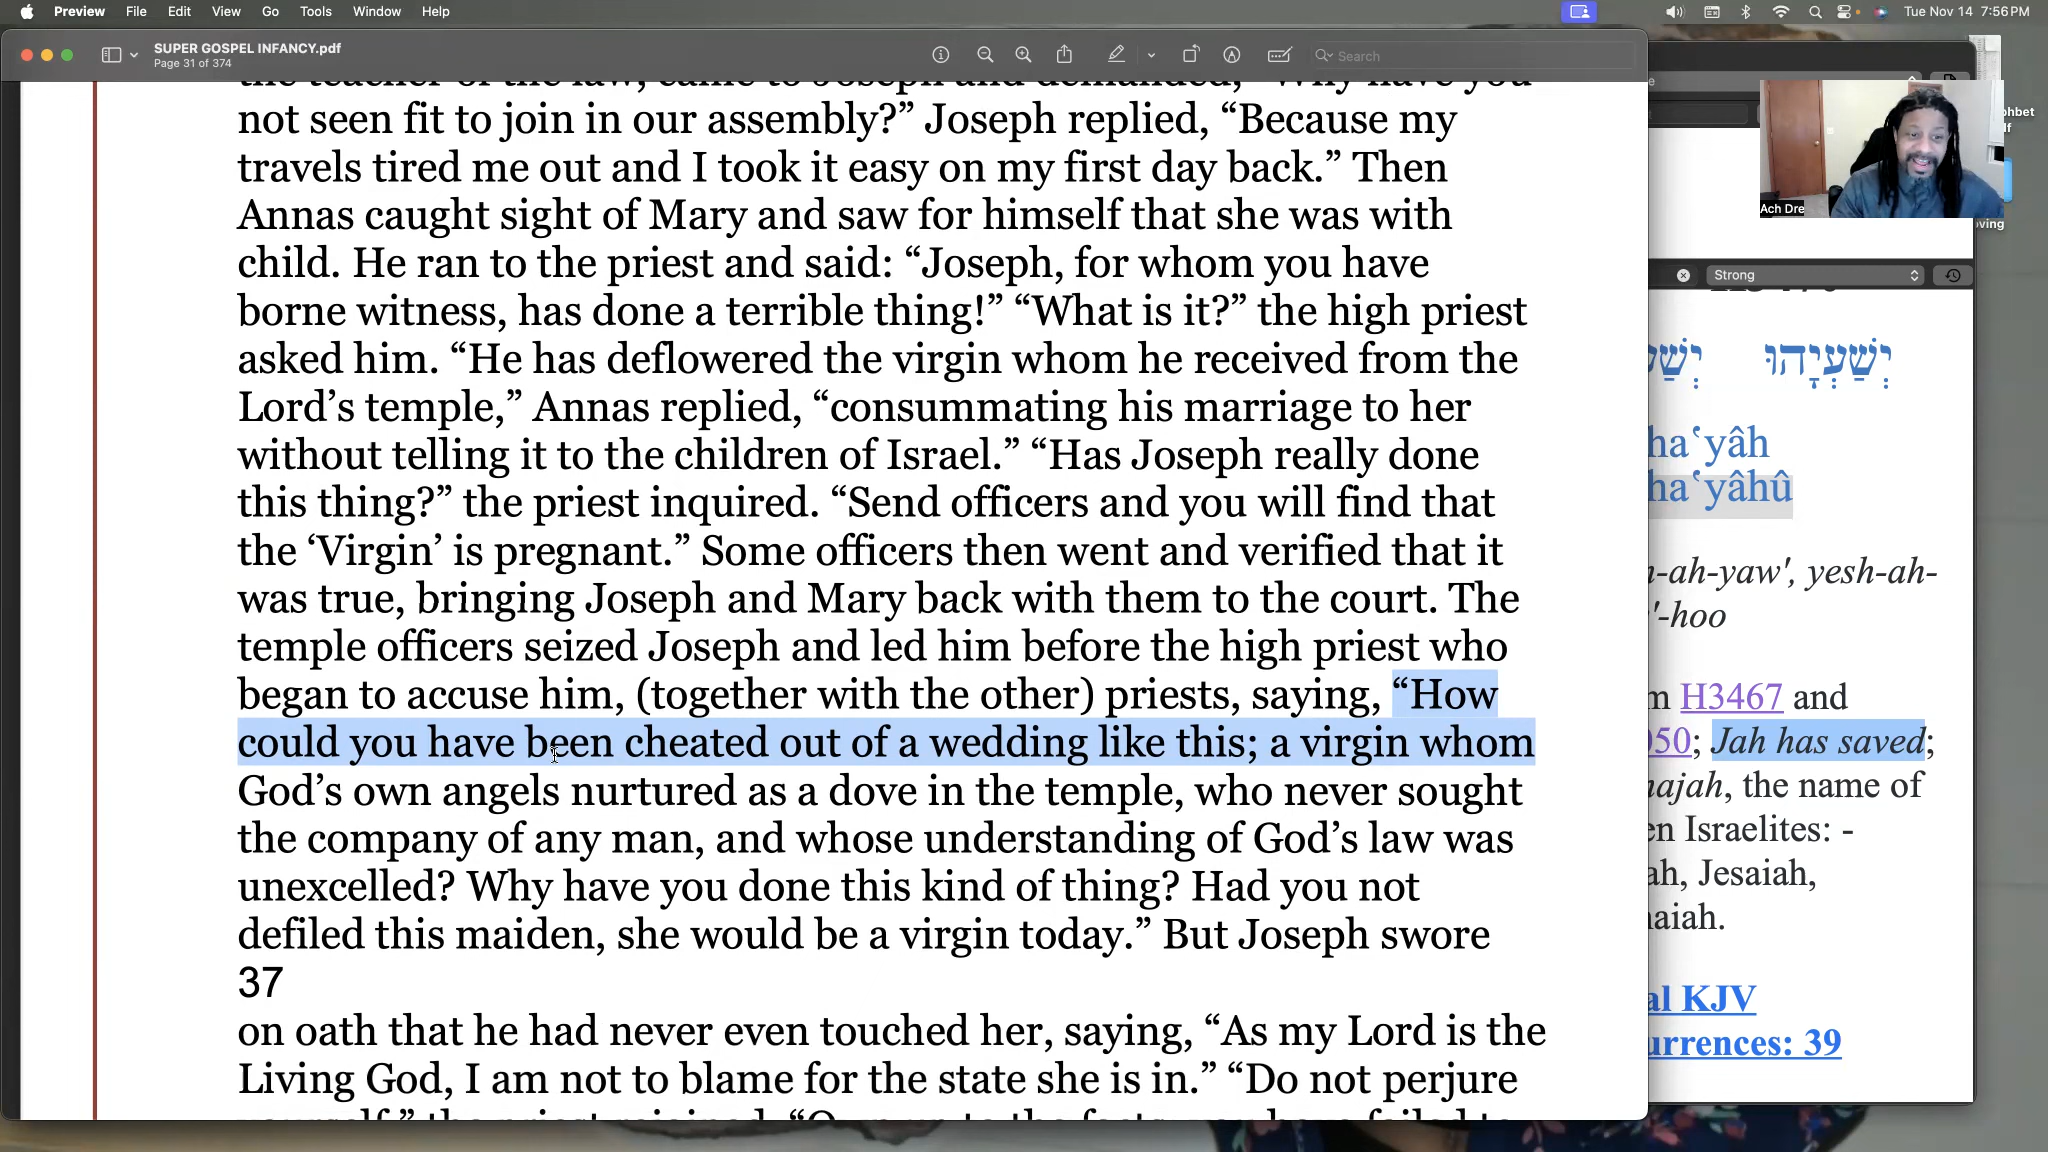 Preview File Edit View Go Tools Window Help
Tue Nov 14 7:56 PM
SUPER GOSPEL INFANCY.pdf
Page 31 of 374
Search
the teacher of the law, came to Joseph and demanded, “Why have you
not seen fit to join in our assembly?” Joseph replied, “Because my
travels tired me out and I took it easy on my first day back.” Then
Annas caught sight of Mary and saw for himself that she was with
child. He ran to the priest and said: “Joseph, for whom you have
borne witness, has done a terrible thing!” “What is it?” the high priest
asked him. “He has deflowered the virgin whom he received from the
Lord’s temple,” Annas replied, “consummating his marriage to her
without telling it to the children of Israel.” “Has Joseph really done
this thing?” the priest inquired. “Send officers and you will find that
the ‘Virgin’ is pregnant.” Some officers then went and verified that it
was true, bringing Joseph and Mary back with them to the court. The
temple officers seized Joseph and led him before the high priest who
began to accuse him, (together with the other) priests, saying, “How
could you have been cheated out of a wedding like this; a virgin whom
God’s own angels nurtured as a dove in the temple, who never sought
the company of any man, and whose understanding of God’s law was
unexcelled? Why have you done this kind of thing? Had you not
defiled this maiden, she would be a virgin today.” But Joseph swore
37
on oath that he had never even touched her, saying, “As my Lord is the
Living God, I am not to blame for the state she is in.” “Do not perjure
Ach Dre
Strong
יְשַׁעְיָהוּ
ha‛yâh
ha‛yâhû
-ah-yaw', yesh-ah-
'-hoo
H3467 and
50; Jah has saved;
ajah, the name of
en Israelites: -
ah, Jesaiah,
aiah.
al KJV
urrences: 39